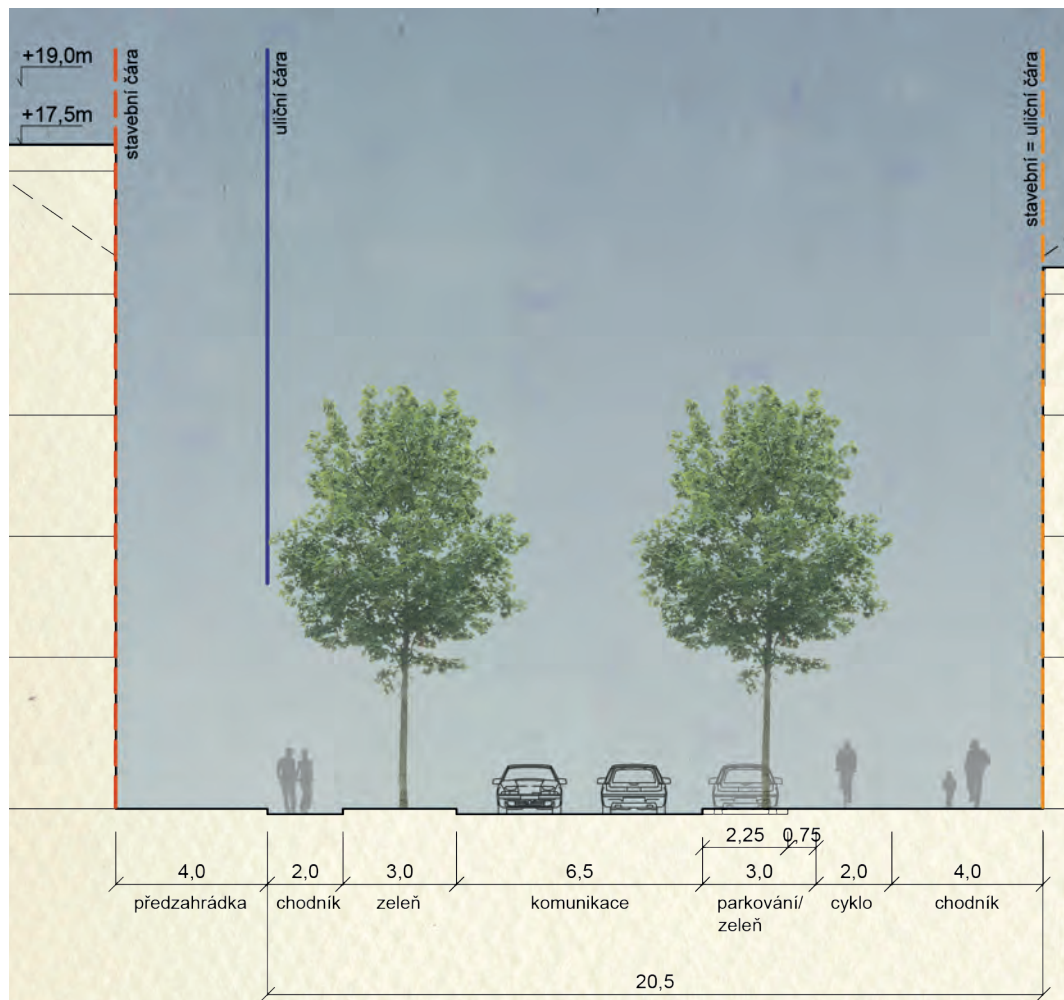 +19,0m
+17,5m
stavební čára
uliční čára
stavební = uliční čára
2,25
0,75
4,0
2,0
3,0
6,5
3,0
2,0
4,0
předzahrádka
chodník
zeleň
komunikace
parkování/
zeleň
cyklo
chodník
20,5